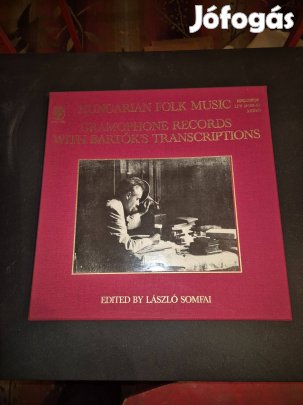 Jófogás
HUNGARIAN FOLK MUSIC
GRAMOPHONE RECORDS
WITH BARTÓK'S TRANSCRIPTIONS
EDITED BY LÁSZLÓ SOMFAI